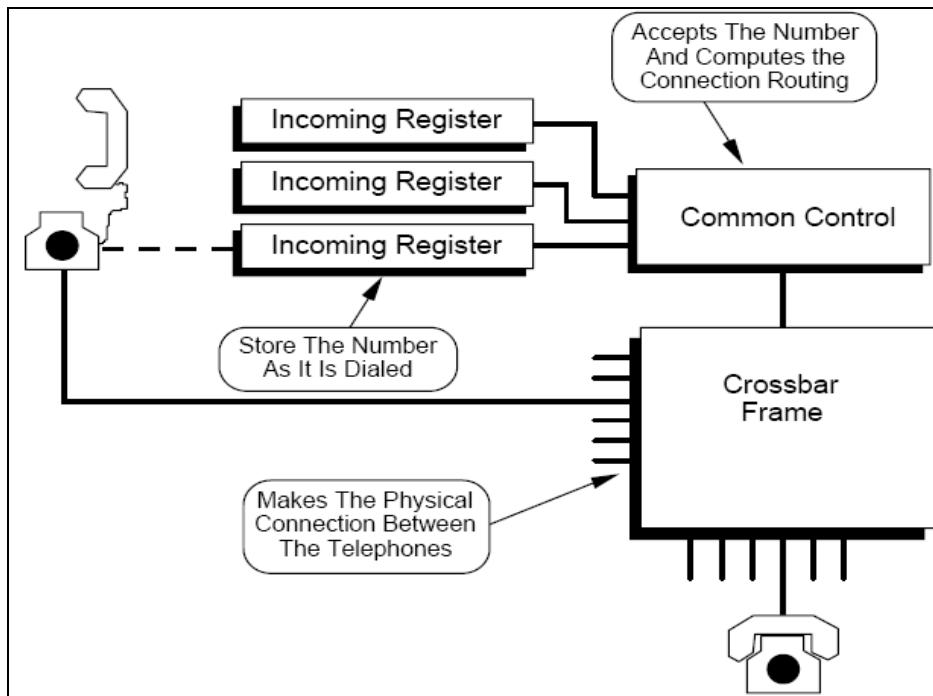 Accepts The Number
And Computes the
Connection Routing
Incoming Register
Incoming Register
Incoming Register
Common Control
Store The Number
As It Is Dialed
Crossbar
Frame
Makes The Physical
Connection Between
The Telephones